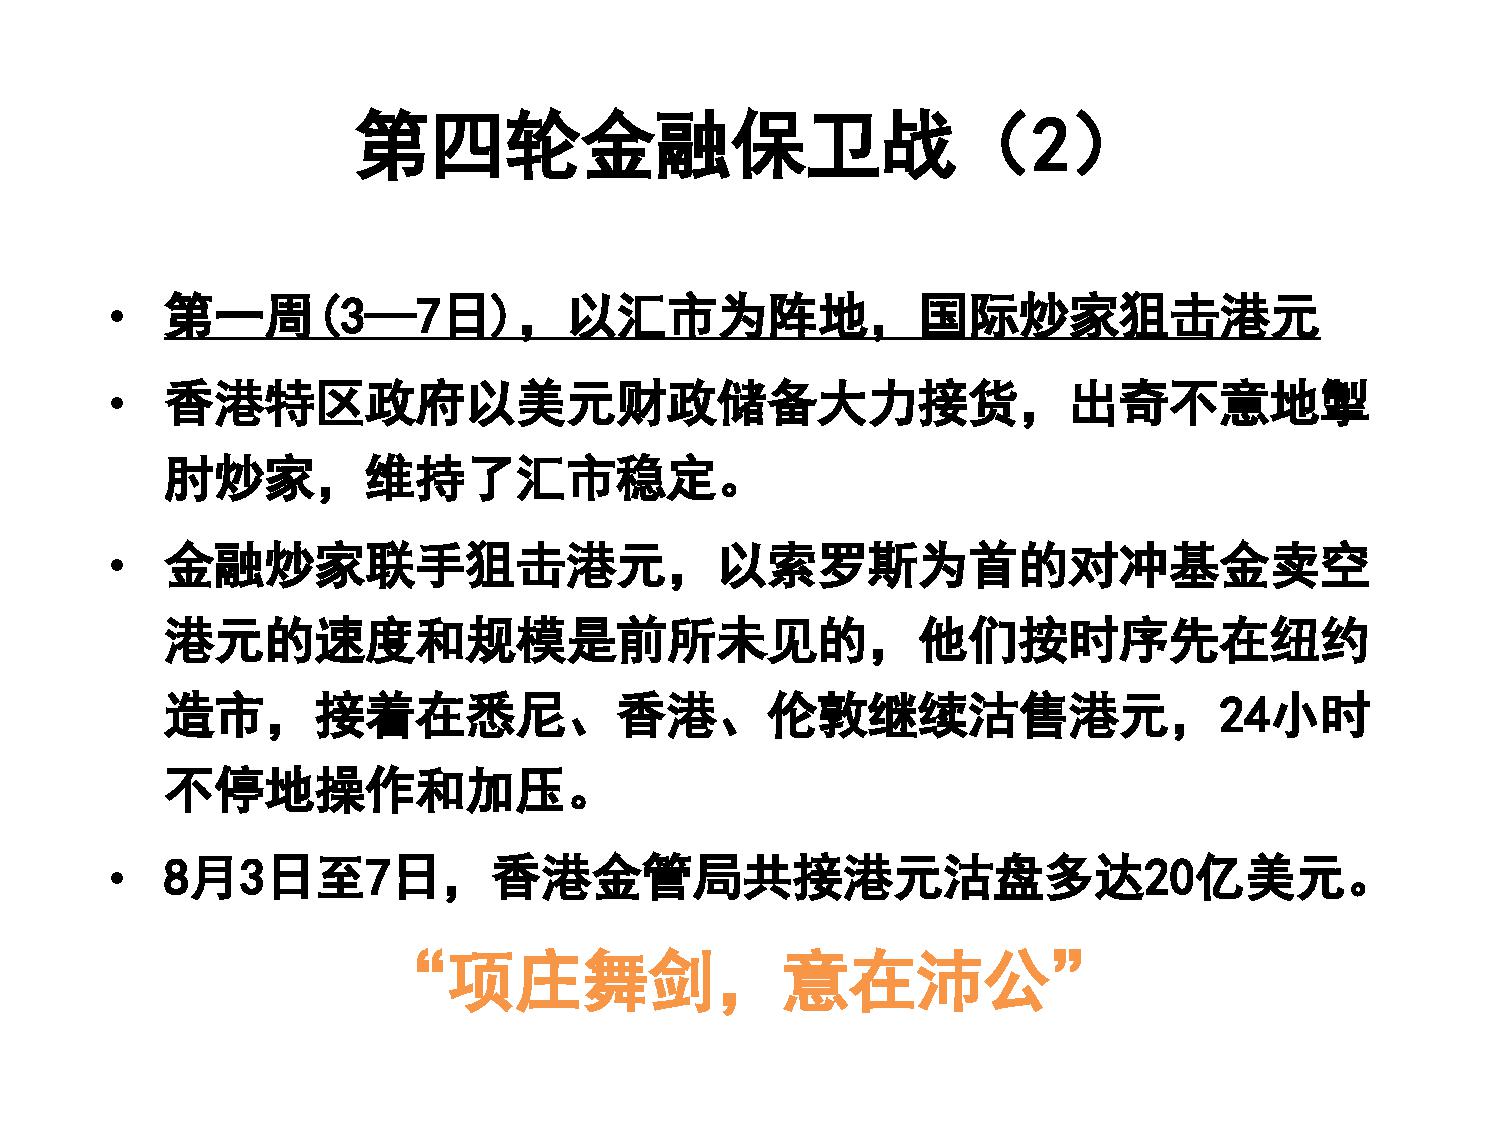 第四轮金融保卫战（2）
• 第一周(3—7日)，以汇市为阵地，国际炒家狙击港元
• 香港特区政府以美元财政储备大力接货，出奇不意地掣
肘炒家，维持了汇市稳定。
• 金融炒家联手狙击港元，以索罗斯为首的对冲基金卖空
港元的速度和规模是前所未见的，他们按时序先在纽约
造市，接着在悉尼、香港、伦敦继续沽售港元，24小时
不停地操作和加压。
• 8月3日至7日，香港金管局共接港元沽盘多达20亿美元。
“项庄舞剑，意在沛公”